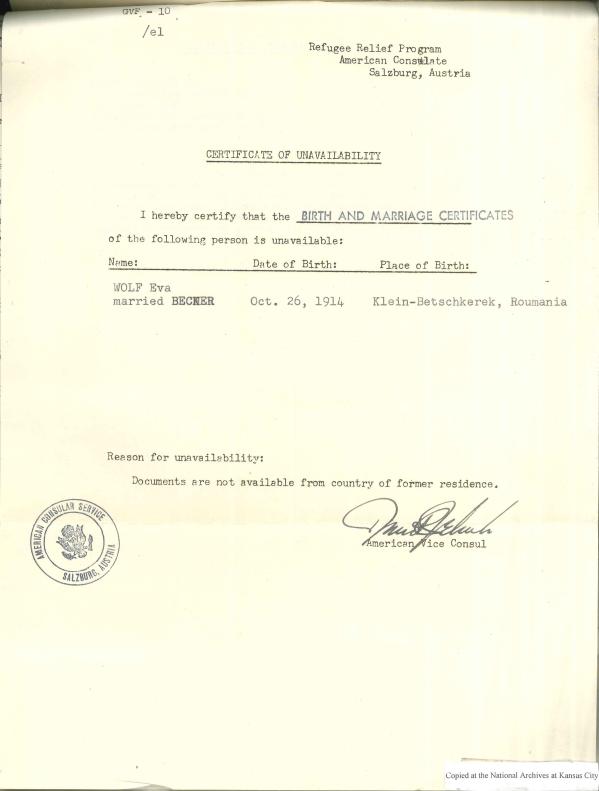 GVF - 10
/el
Refugee Relief Program
American Consulate
Salzburg, Austria
CERTIFICATE OF UNAVAILABILITY
I hereby certify that the BIRTH AND MARRIAGE CERTIFICATES
of the following person is unavailable:
Name: Date of Birth: Place of Birth:
WOLF Eva
married BECKER Oct. 26, 1914 Klein-Betschkerek, Roumania
Reason for unavailability:
Documents are not available from country of former residence.
American Vice Consul
AMERICAN CONSULAR SERVICE
SALZBURG, AUSTRIA
Copied at the National Archives at Kansas City